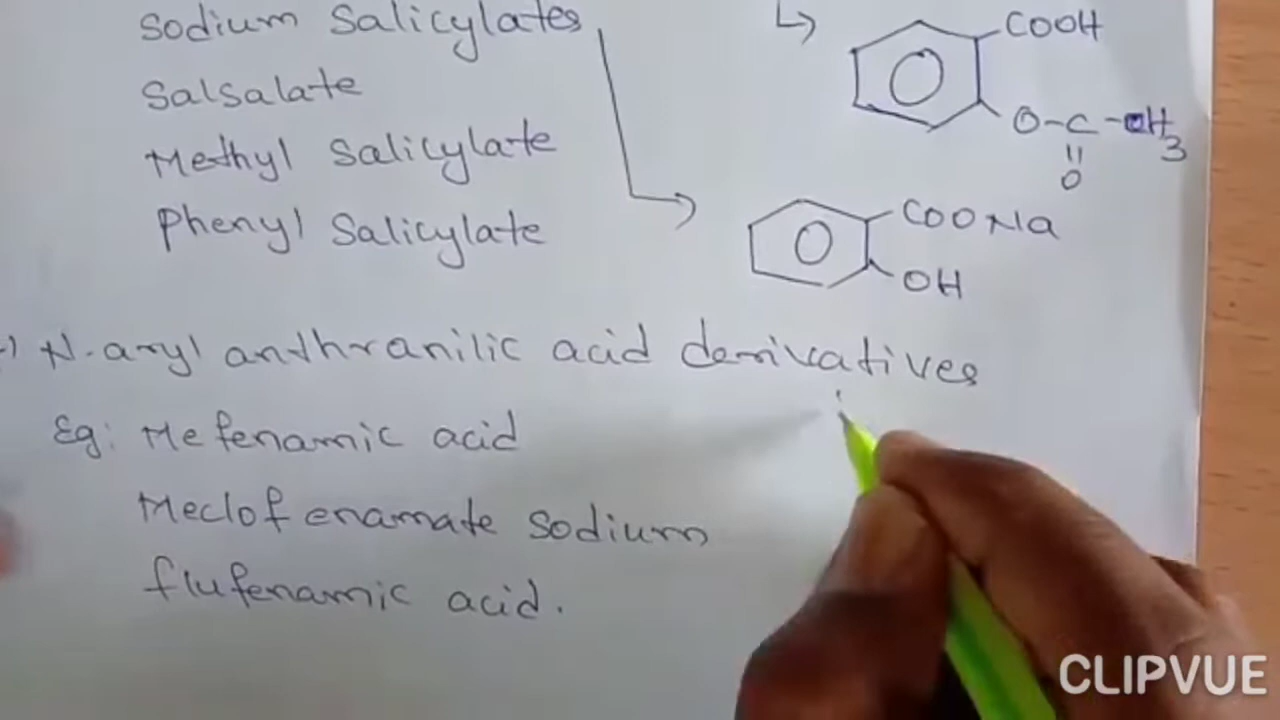 Sodium Salicylates
COOH
Salsalate
O-C-CH3
O
Methyl Salicylate
Phenyl Salicylate
COONa
OH
N-aryl anthranilic acid derivatives
Eg: Mefenamic acid
Meclofenamate Sodium
flufenamic acid.
CLIPVUE